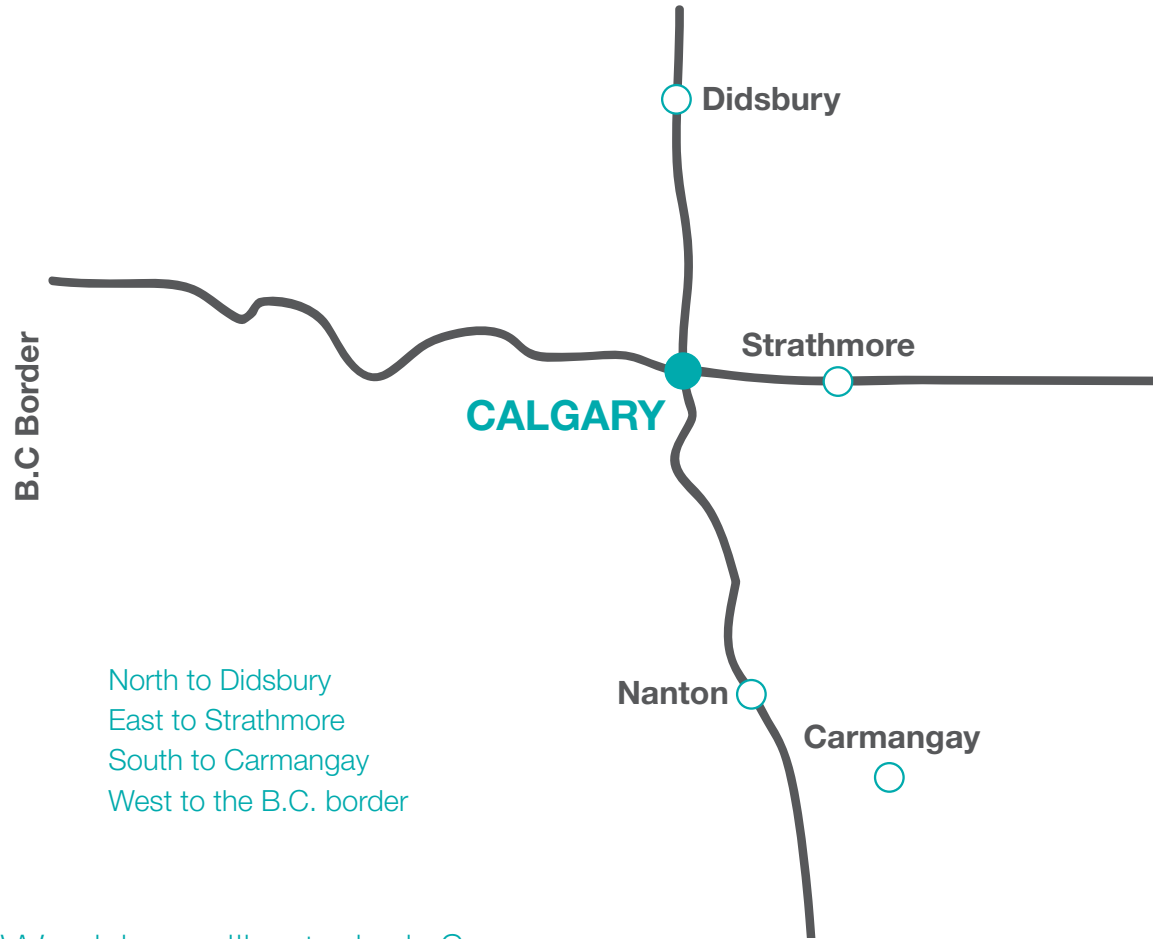 Didsbury
Strathmore
CALGARY
B.C Border
North to Didsbury
East to Strathmore
South to Carmangay
West to the B.C. border
Nanton
Carmangay